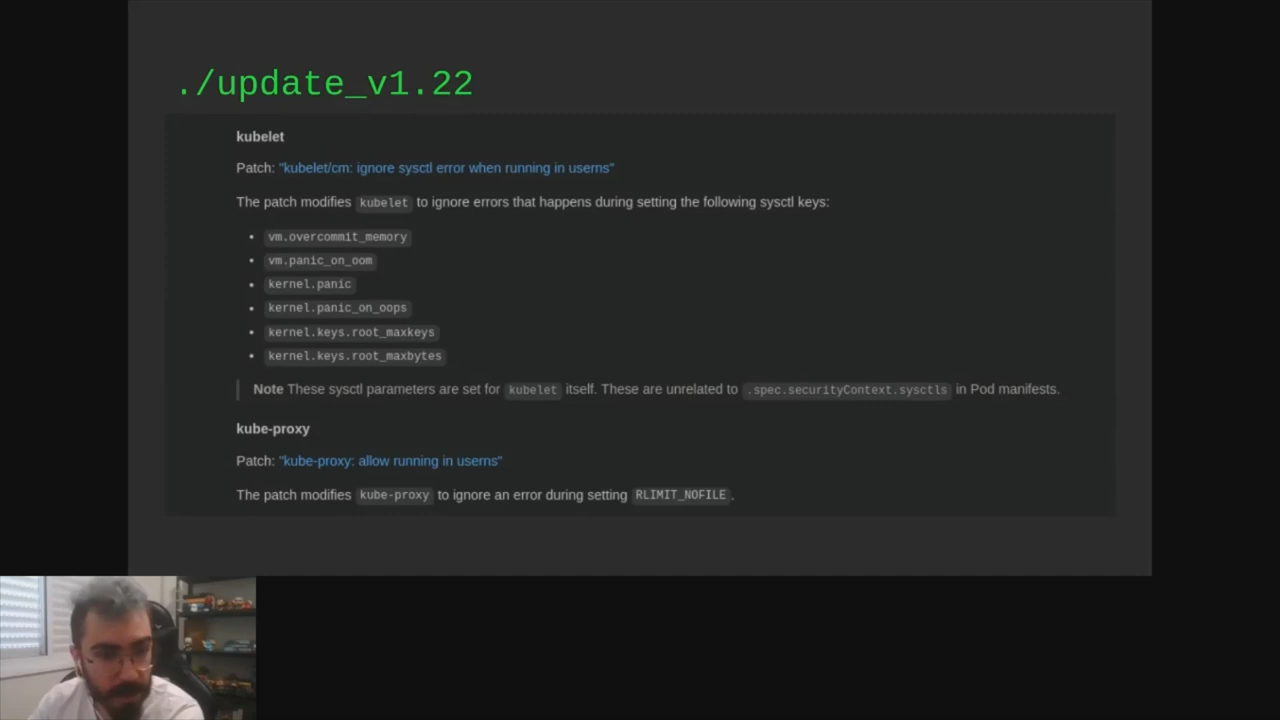 ./update_v1.22
kubelet
Patch: "kubelet/cm: ignore sysctl error when running in userns"
The patch modifies kubelet to ignore errors that happens during setting the following sysctl keys:
• vm.overcommit_memory
• vm.panic_on_oom
• kernel.panic
• kernel.panic_on_oops
• kernel.keys.root_maxkeys
• kernel.keys.root_maxbytes
Note These sysctl parameters are set for kubelet itself. These are unrelated to .spec.securityContext.sysctls in Pod manifests.
kube-proxy
Patch: "kube-proxy: allow running in userns"
The patch modifies kube-proxy to ignore an error during setting RLIMIT_NOFILE.